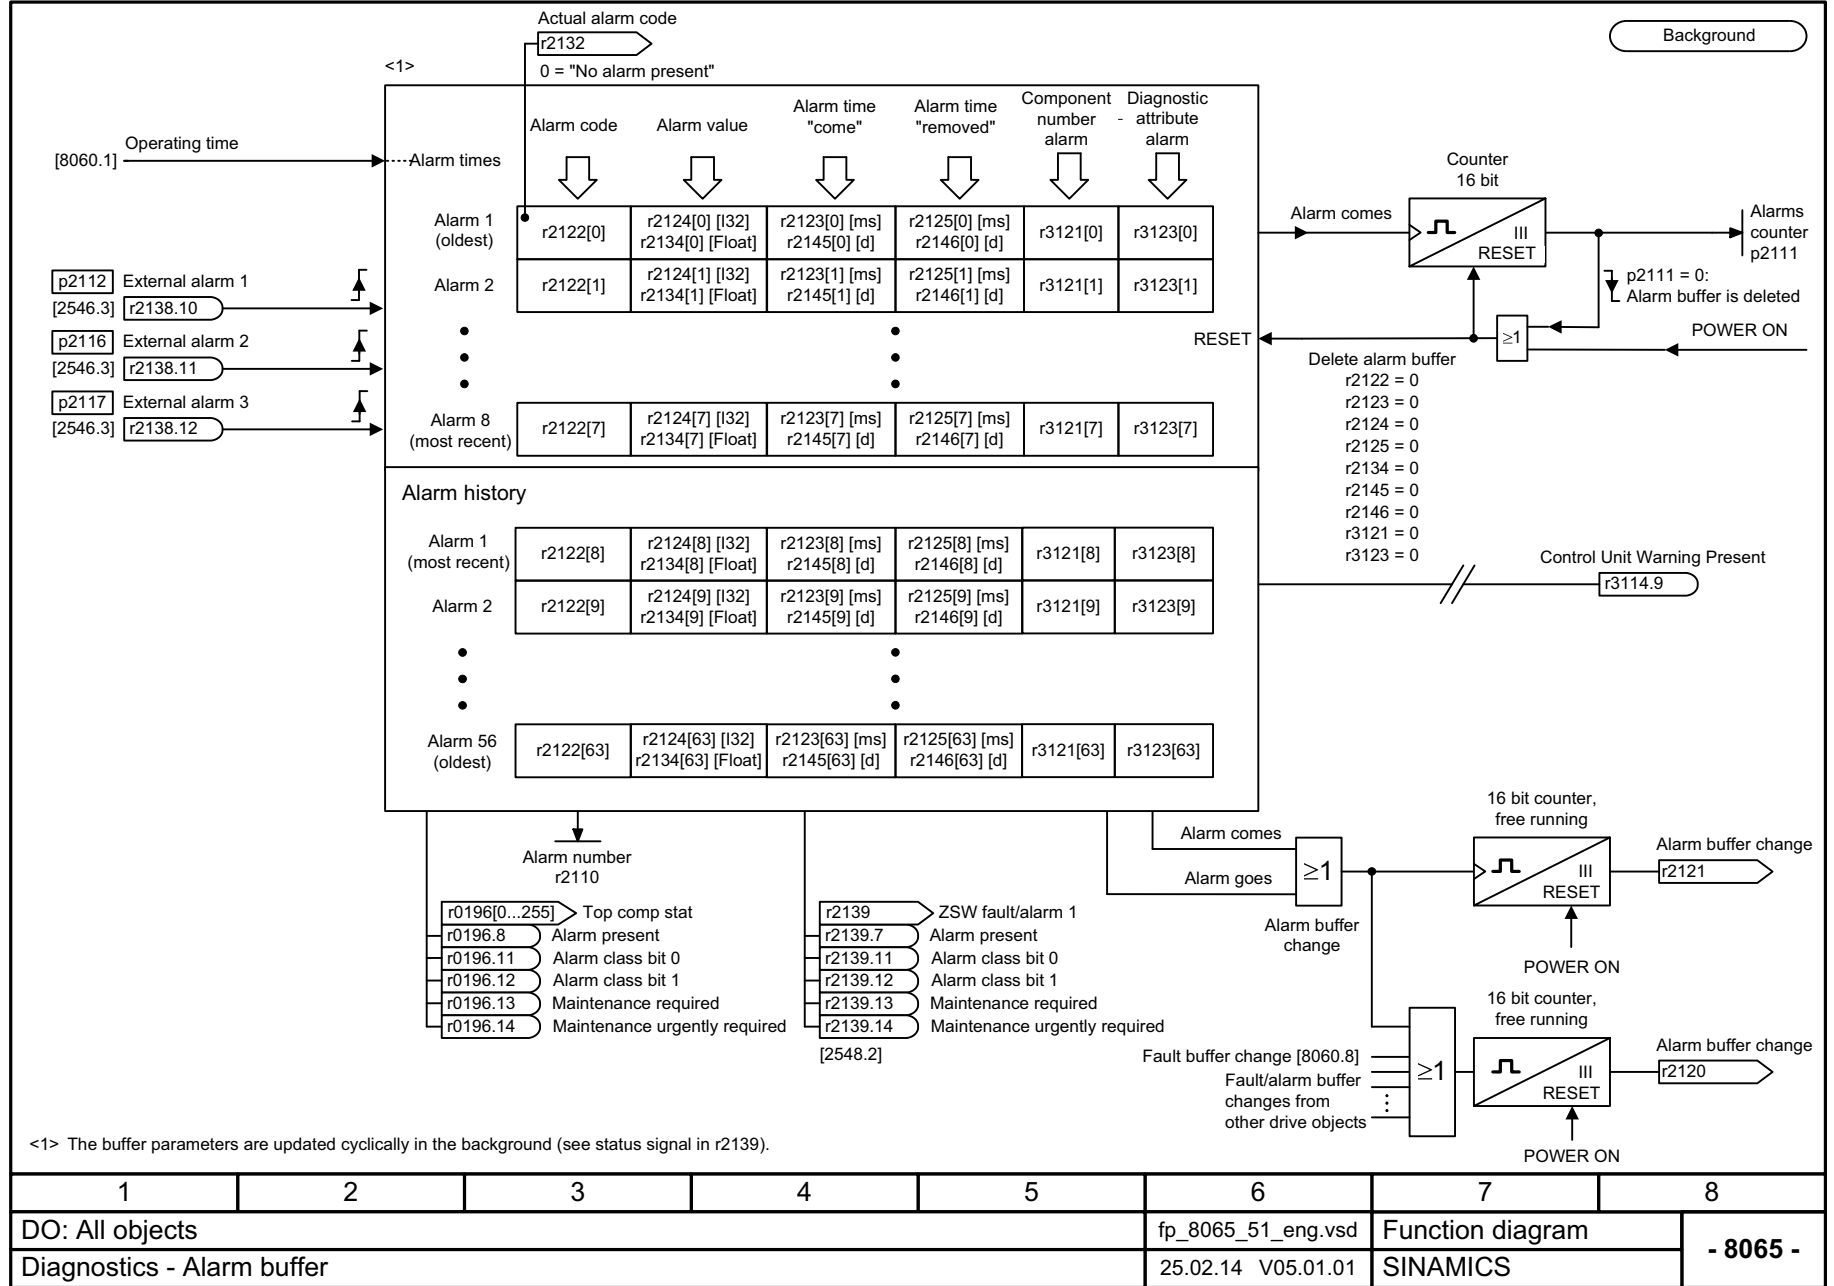 Actual alarm code
r2132
0 = "No alarm present"
Background
<1>
Operating time
[8060.1]
Alarm times
Alarm code
Alarm value
Alarm time
"come"
Alarm time
"removed"
Component
number
alarm
-
Diagnostic
attribute
alarm
Alarm 1
(oldest)
r2122[0]
r2124[0] [I32]
r2134[0] [Float]
r2123[0] [ms]
r2145[0] [d]
r2125[0] [ms]
r2146[0] [d]
r3121[0]
r3123[0]
Alarm 2
r2122[1]
r2124[1] [I32]
r2134[1] [Float]
r2123[1] [ms]
r2145[1] [d]
r2125[1] [ms]
r2146[1] [d]
r3121[1]
r3123[1]
Alarm 8
(most recent)
r2122[7]
r2124[7] [I32]
r2134[7] [Float]
r2123[7] [ms]
r2145[7] [d]
r2125[7] [ms]
r2146[7] [d]
r3121[7]
r3123[7]
p2112 External alarm 1
[2546.3] r2138.10
p2116 External alarm 2
[2546.3] r2138.11
p2117 External alarm 3
[2546.3] r2138.12
Alarm comes
Counter
16 bit
III
RESET
Alarms
counter
p2111
p2111 = 0:
Alarm buffer is deleted
POWER ON
≥1
RESET
Delete alarm buffer
r2122 = 0
r2123 = 0
r2124 = 0
r2125 = 0
r2134 = 0
r2145 = 0
r2146 = 0
r3121 = 0
r3123 = 0
Control Unit Warning Present
r3114.9
Alarm history
Alarm 1
(most recent)
r2122[8]
r2124[8] [I32]
r2134[8] [Float]
r2123[8] [ms]
r2145[8] [d]
r2125[8] [ms]
r2146[8] [d]
r3121[8]
r3123[8]
Alarm 2
r2122[9]
r2124[9] [I32]
r2134[9] [Float]
r2123[9] [ms]
r2145[9] [d]
r2125[9] [ms]
r2146[9] [d]
r3121[9]
r3123[9]
Alarm 56
(oldest)
r2122[63]
r2124[63] [I32]
r2134[63] [Float]
r2123[63] [ms]
r2145[63] [d]
r2125[63] [ms]
r2146[63] [d]
r3121[63]
r3123[63]
Alarm number
r2110
r0196[0...255] Top comp stat
r0196.8 Alarm present
r0196.11 Alarm class bit 0
r0196.12 Alarm class bit 1
r0196.13 Maintenance required
r0196.14 Maintenance urgently required
r2139 ZSW fault/alarm 1
r2139.7 Alarm present
r2139.11 Alarm class bit 0
r2139.12 Alarm class bit 1
r2139.13 Maintenance required
r2139.14 Maintenance urgently required
[2548.2]
Alarm comes
Alarm goes
≥1
Alarm buffer
change
16 bit counter,
free running
III
RESET
POWER ON
Alarm buffer change
r2121
Fault buffer change [8060.8]
Fault/alarm buffer
changes from
other drive objects
≥1
16 bit counter,
free running
III
RESET
POWER ON
Alarm buffer change
r2120
<1> The buffer parameters are updated cyclically in the background (see status signal in r2139).
1 2 3 4 5 6 7 8
DO: All objects
fp_8065_51_eng.vsd
Function diagram
- 8065 -
Diagnostics - Alarm buffer
25.02.14 V05.01.01
SINAMICS